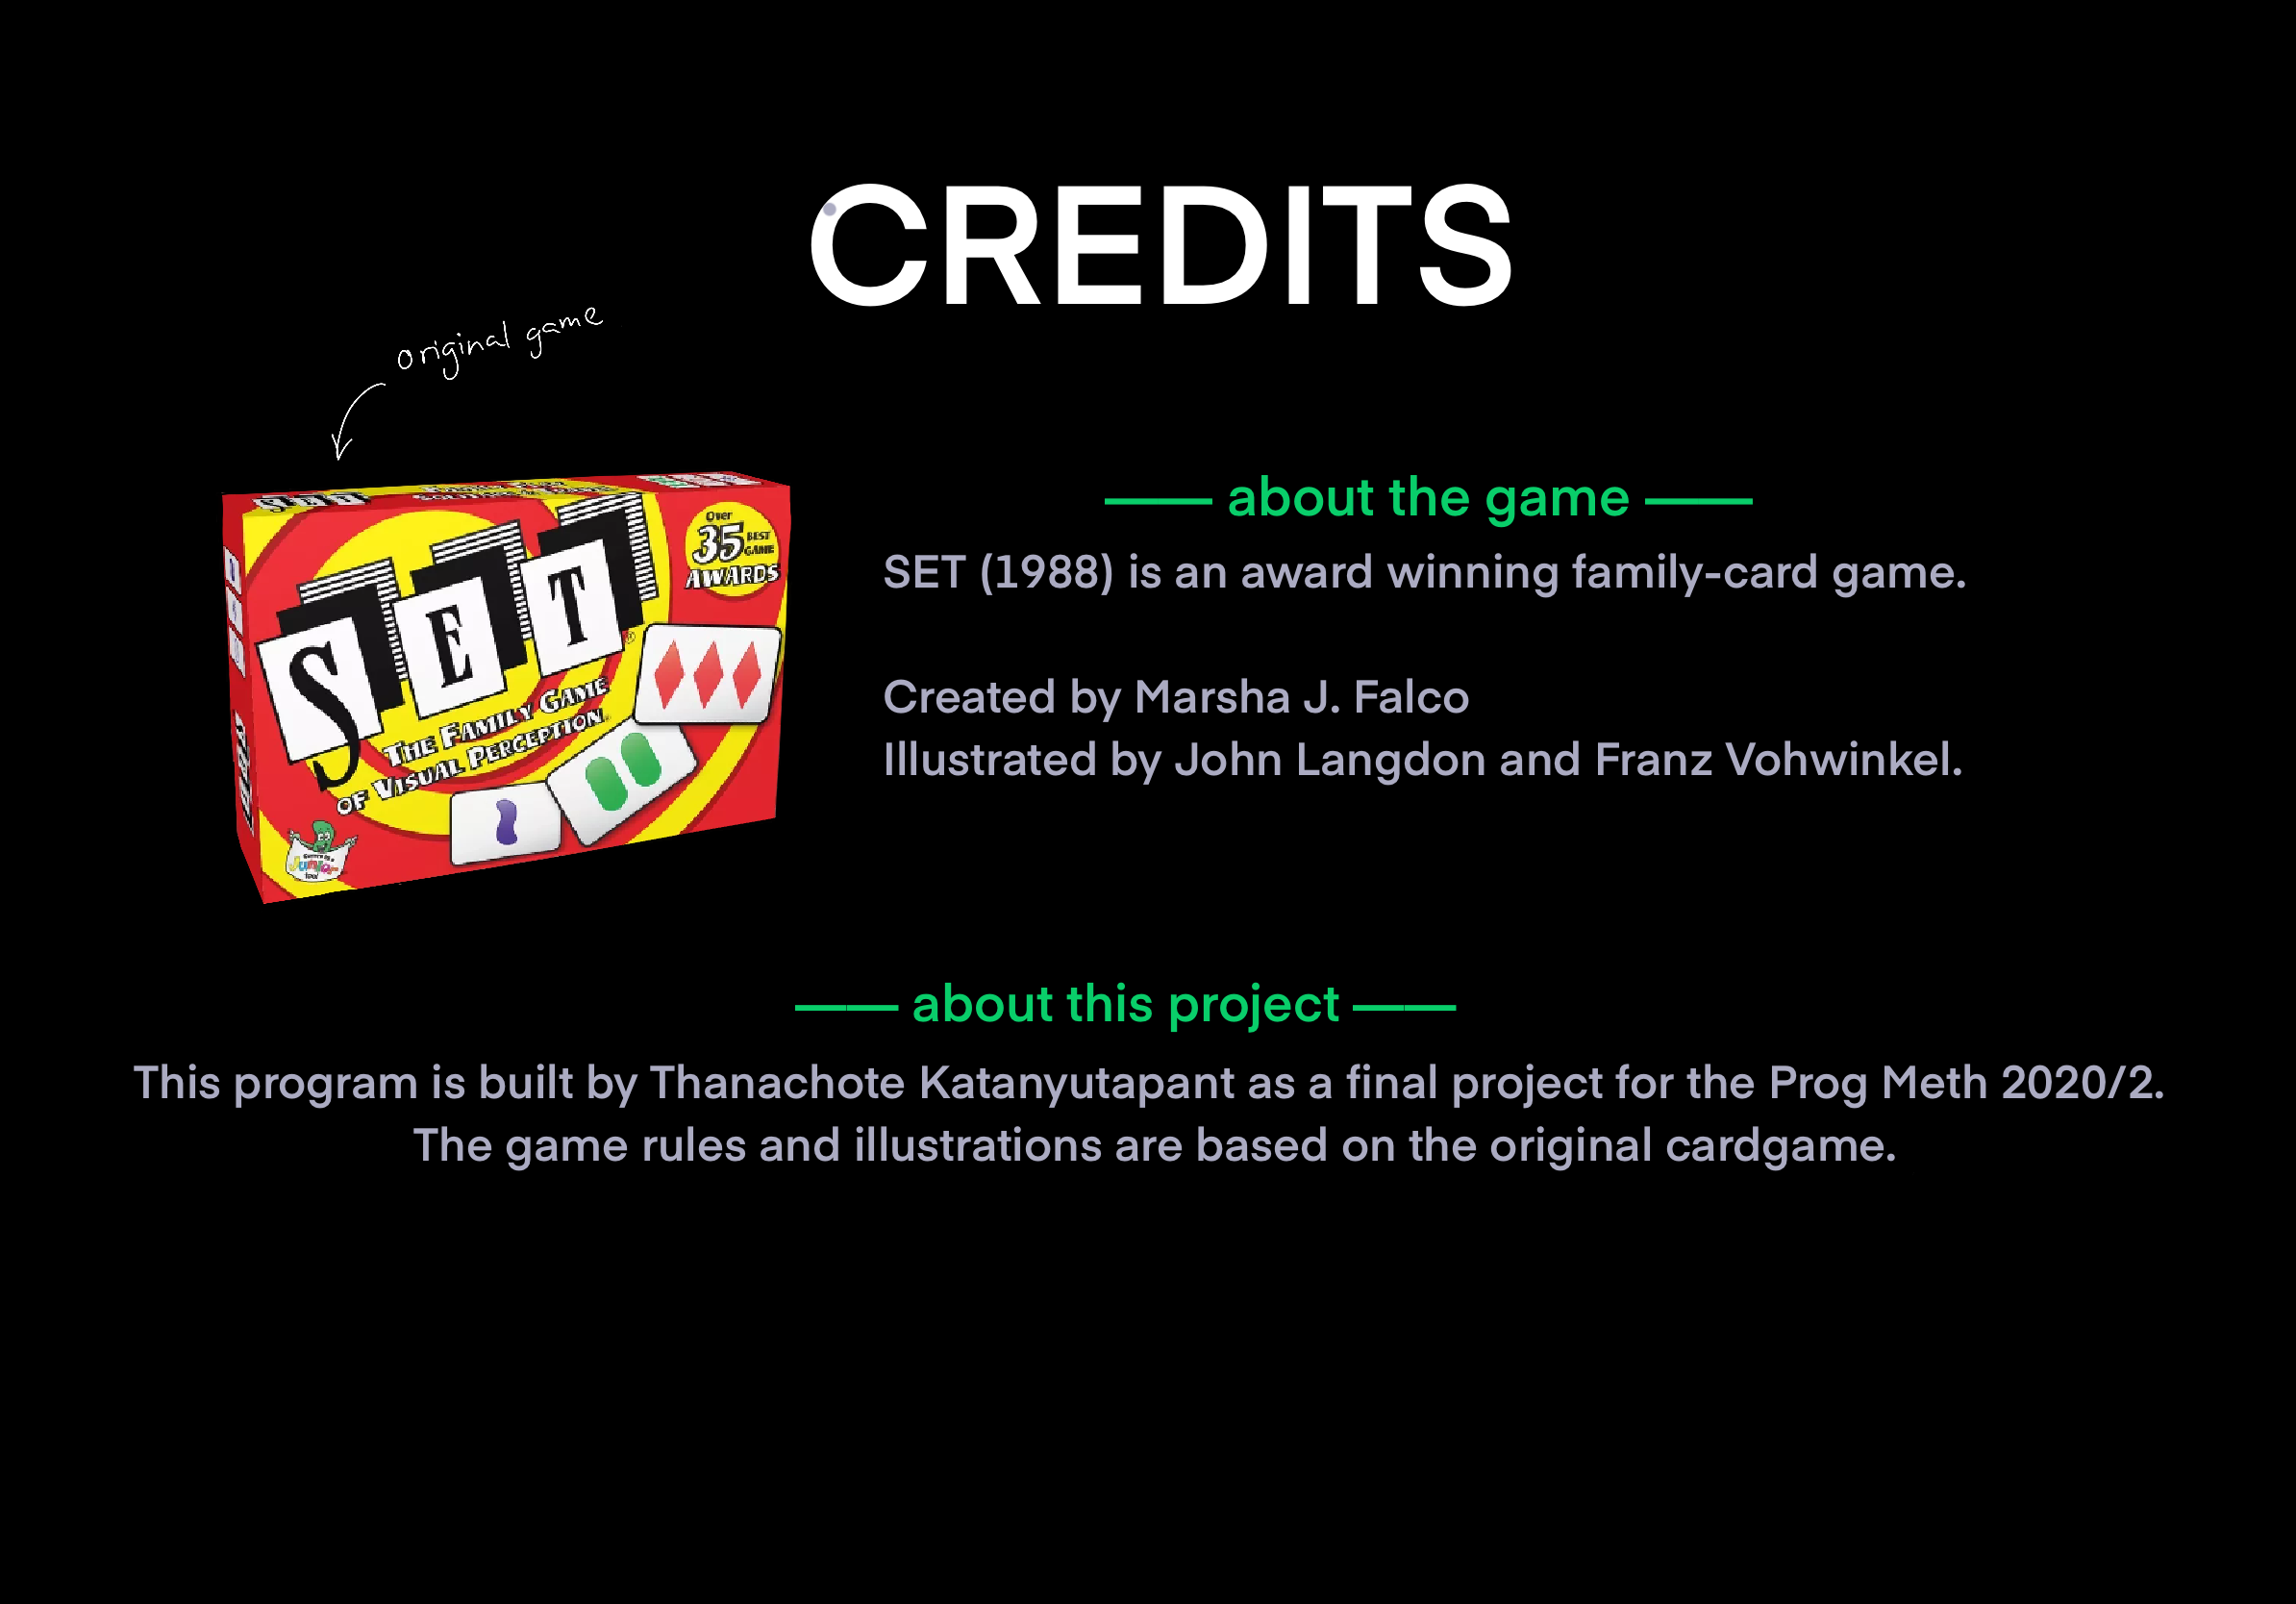 CREDITS
original game
SET
Over
35 BEST
GAME
AWARDS
THE FAMILY GAME
OF VISUAL PERCEPTION
Junior
—— about the game ——
SET (1988) is an award winning family-card game.
Created by Marsha J. Falco
Illustrated by John Langdon and Franz Vohwinkel.
—— about this project ——
This program is built by Thanachote Katanyutapant as a final project for the Prog Meth 2020/2.
The game rules and illustrations are based on the original cardgame.